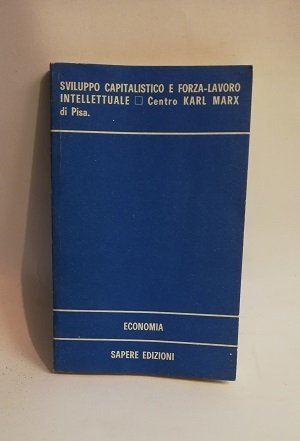 SVILUPPO CAPITALISTICO E FORZA-LAVORO
INTELLETTUALE □ Centro KARL MARX
di Pisa.
ECONOMIA
SAPERE EDIZIONI